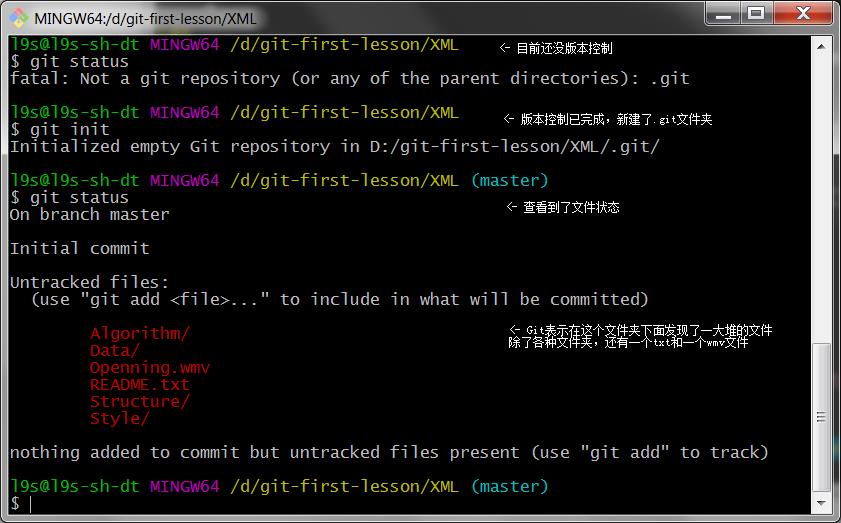 MINGW64:/d/git-first-lesson/XML
l9s@l9s-sh-dt MINGW64 /d/git-first-lesson/XML <- 目前还没版本控制
$ git status
fatal: Not a git repository (or any of the parent directories): .git
l9s@l9s-sh-dt MINGW64 /d/git-first-lesson/XML <- 版本控制已完成，新建了.git文件夹
$ git init
Initialized empty Git repository in D:/git-first-lesson/XML/.git/
l9s@l9s-sh-dt MINGW64 /d/git-first-lesson/XML (master)
$ git status
On branch master <- 查看到了文件状态
Initial commit
Untracked files:
(use "git add <file>..." to include in what will be committed)
Algorithm/ <- Git表示在这个文件夹下面发现了一大堆的文件
除了各种文件夹，还有一个txt和一个wmv文件
Data/
Openning.wmv
README.txt
Structure/
Style/
nothing added to commit but untracked files present (use "git add" to track)
l9s@l9s-sh-dt MINGW64 /d/git-first-lesson/XML (master)
$